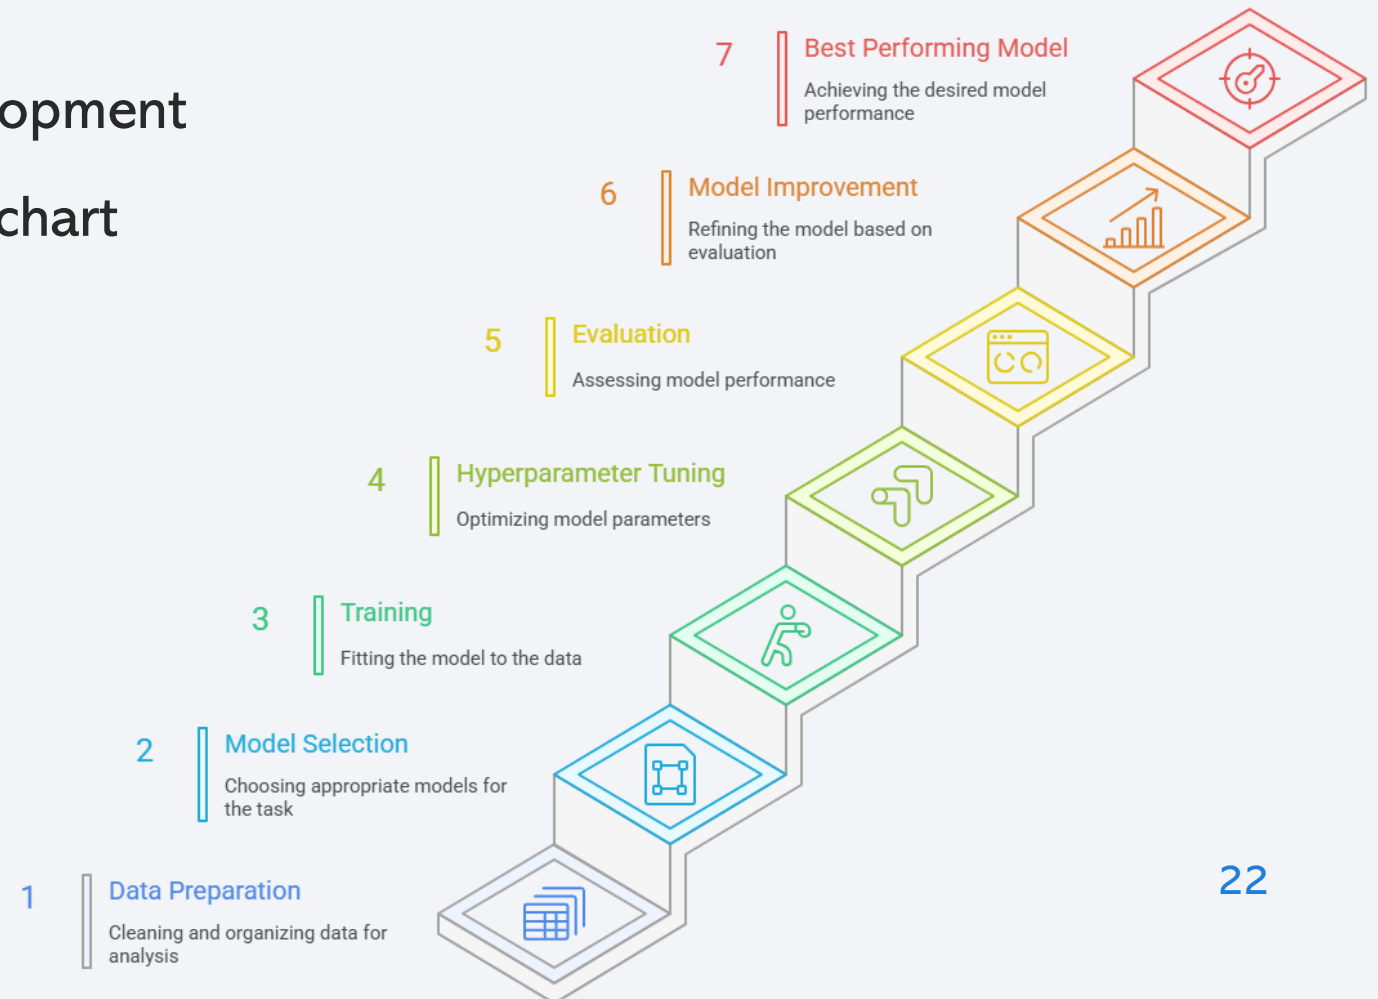 opment
chart
7
Best Performing Model
Achieving the desired model
performance
6
Model Improvement
Refining the model based on
evaluation
5
Evaluation
Assessing model performance
4
Hyperparameter Tuning
Optimizing model parameters
3
Training
Fitting the model to the data
2
Model Selection
Choosing appropriate models for
the task
1
Data Preparation
Cleaning and organizing data for
analysis
22